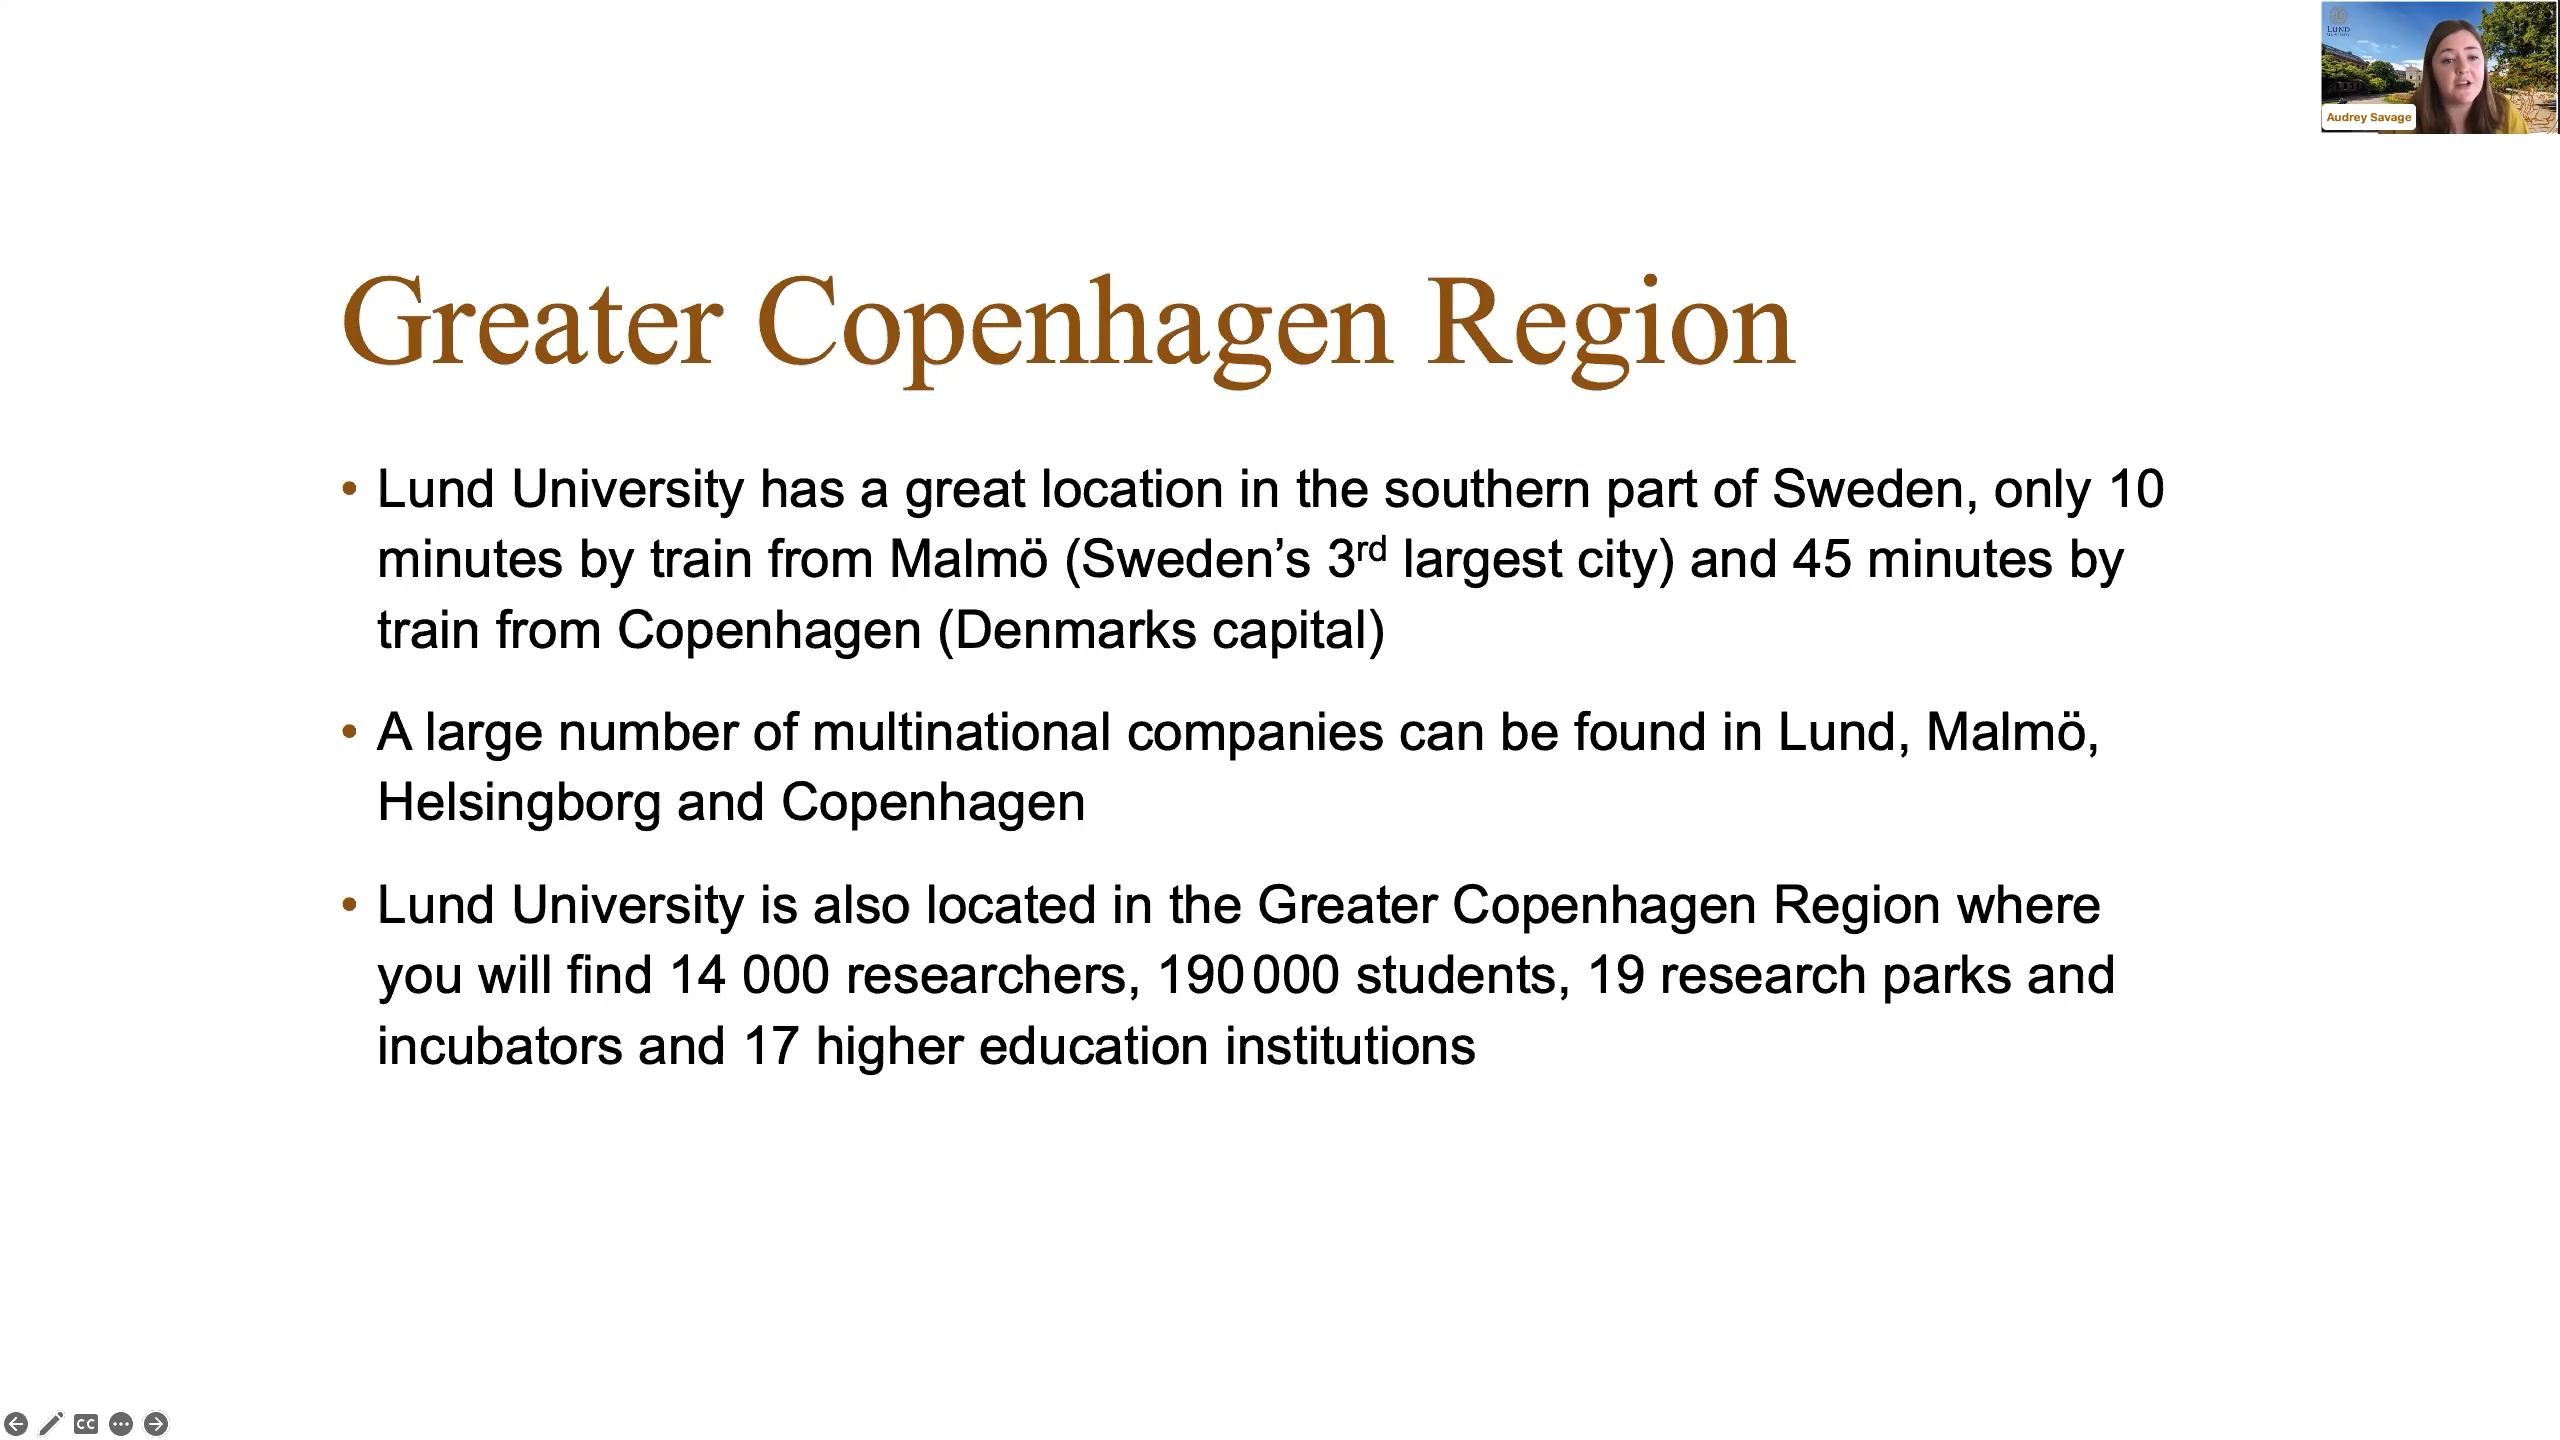 LUND
Audrey Savage
Greater Copenhagen Region
• Lund University has a great location in the southern part of Sweden, only 10
minutes by train from Malmö (Sweden’s 3rd largest city) and 45 minutes by
train from Copenhagen (Denmarks capital)
• A large number of multinational companies can be found in Lund, Malmö,
Helsingborg and Copenhagen
• Lund University is also located in the Greater Copenhagen Region where
you will find 14 000 researchers, 190 000 students, 19 research parks and
incubators and 17 higher education institutions
CC